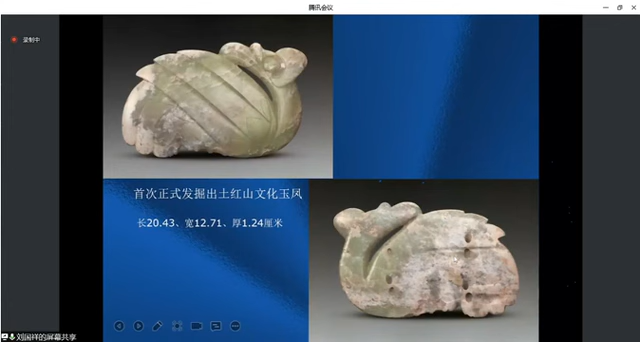 腾讯会议
录制中
首次正式发掘出土红山文化玉凤
长20.43、宽12.71、厚1.24厘米
刘国祥的屏幕共享